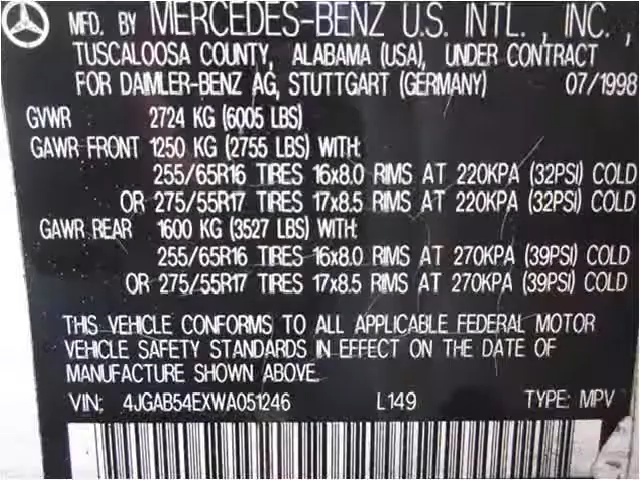 MFD. BY MERCEDES-BENZ U.S. INTL., INC.,
TUSCALOOSA COUNTY, ALABAMA (USA), UNDER CONTRACT
FOR DAIMLER-BENZ AG, STUTTGART (GERMANY) 07/1998
GVWR 2724 KG (6005 LBS)
GAWR FRONT 1250 KG (2755 LBS) WITH:
255/65R16 TIRES 16x8.0 RIMS AT 220KPA (32PSI) COLD
OR 275/55R17 TIRES 17x8.5 RIMS AT 220KPA (32PSI) COLD
GAWR REAR 1600 KG (3527 LBS) WITH:
255/65R16 TIRES 16x8.0 RIMS AT 270KPA (39PSI) COLD
OR 275/55R17 TIRES 17x8.5 RIMS AT 270KPA (39PSI) COLD
THIS VEHICLE CONFORMS TO ALL APPLICABLE FEDERAL MOTOR
VEHICLE SAFETY STANDARDS IN EFFECT ON THE DATE OF
MANUFACTURE SHOWN ABOVE.
VIN: 4JGAB54EXWA051246 L149 TYPE: MPV